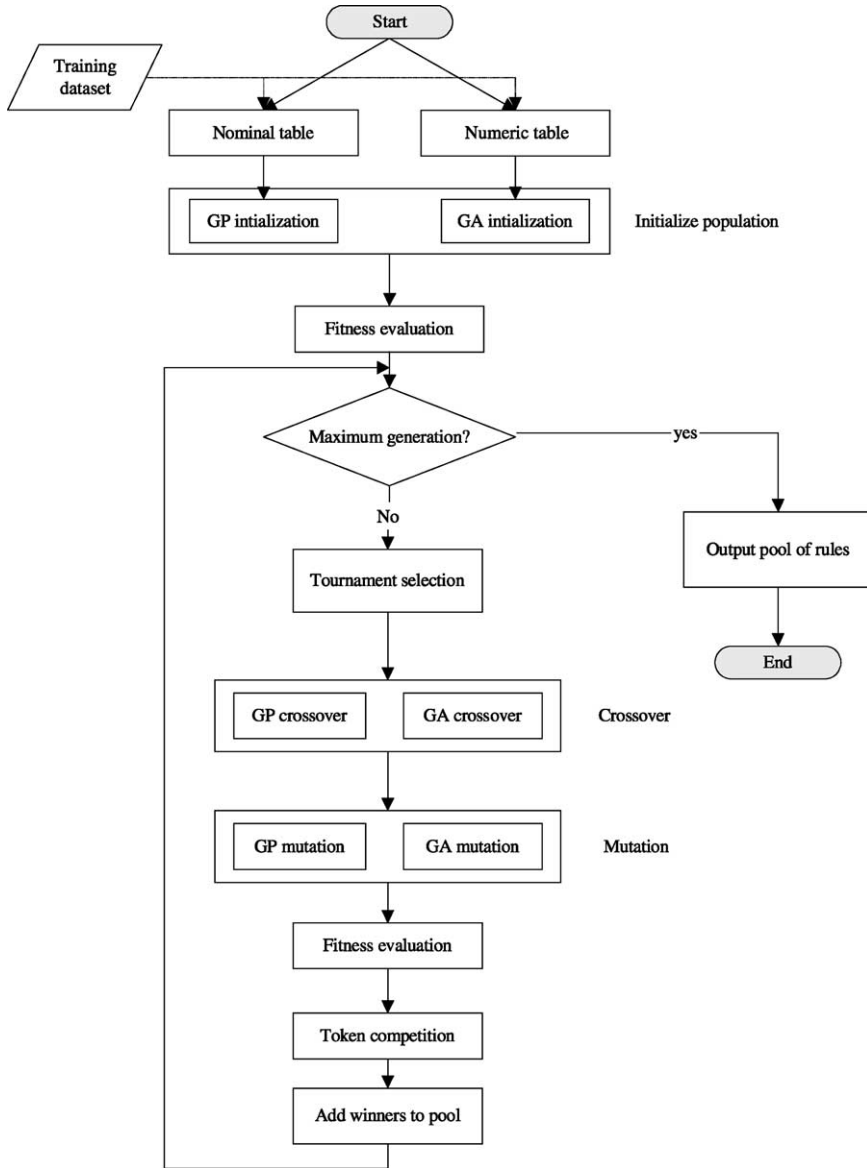 Start
Training
dataset
Nominal table
Numeric table
GP intialization
GA intialization
Initialize population
Fitness evaluation
Maximum generation?
yes
No
Output pool of rules
Tournament selection
End
GP crossover
GA crossover
Crossover
GP mutation
GA mutation
Mutation
Fitness evaluation
Token competition
Add winners to pool